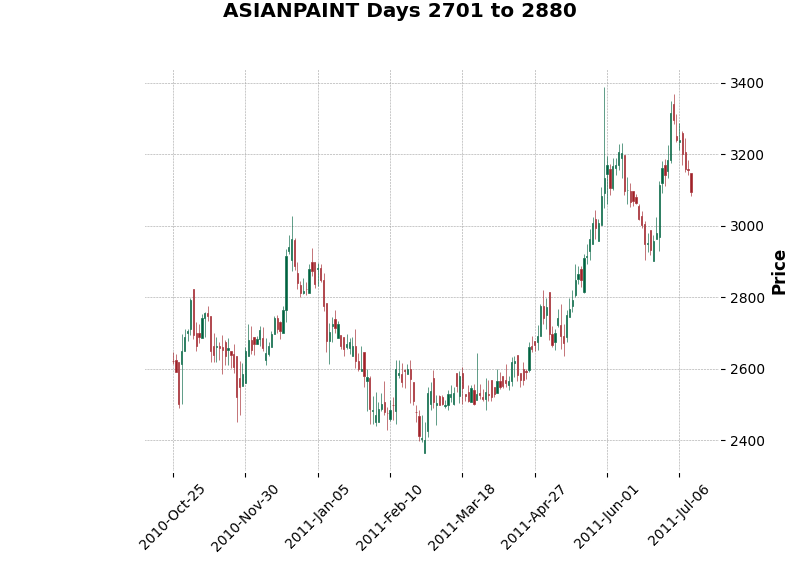 ASIANPAINT Days 2701 to 2880
3400
3200
3000
2800
2600
2400
Price
2010-Oct-25
2010-Nov-30
2011-Jan-05
2011-Feb-10
2011-Mar-18
2011-Apr-27
2011-Jun-01
2011-Jul-06